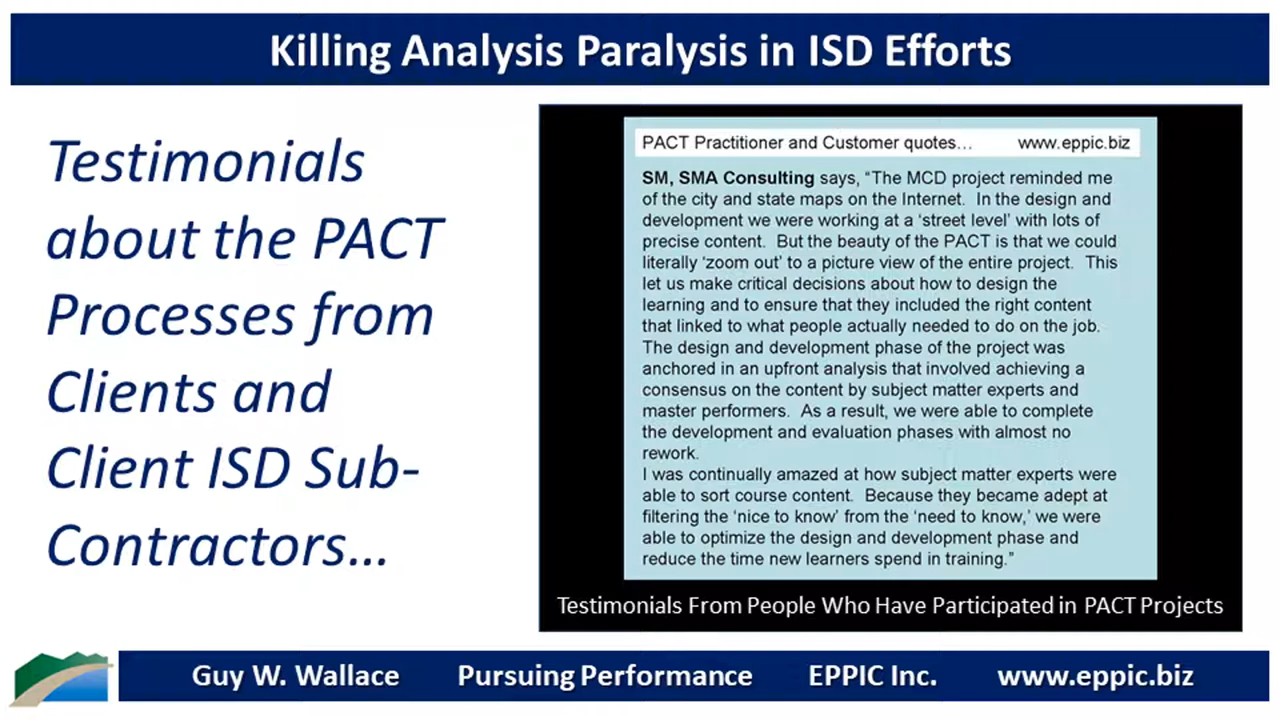 Killing Analysis Paralysis in ISD Efforts
Testimonials
about the PACT
Processes from
Clients and
Client ISD Sub-
Contractors...
PACT Practitioner and Customer quotes... www.eppic.biz
SM, SMA Consulting says, “The MCD project reminded me
of the city and state maps on the Internet.  In the design and
development we were working at a ‘street level’ with lots of
precise content.  But the beauty of the PACT is that we could
literally ‘zoom out’ to a picture view of the entire project.  This
let us make critical decisions about how to design the
learning and to ensure that they included the right content
that linked to what people actually needed to do on the job.
The design and development phase of the project was
anchored in an upfront analysis that involved achieving a
consensus on the content by subject matter experts and
master performers.  As a result, we were able to complete
the development and evaluation phases with almost no
rework.
I was continually amazed at how subject matter experts were
able to sort course content.  Because they became adept at
filtering the ‘nice to know’ from the ‘need to know,’ we were
able to optimize the design and development phase and
reduce the time new learners spend in training.”
Testimonials From People Who Have Participated in PACT Projects
Guy W. Wallace Pursuing Performance EPPIC Inc. www.eppic.biz